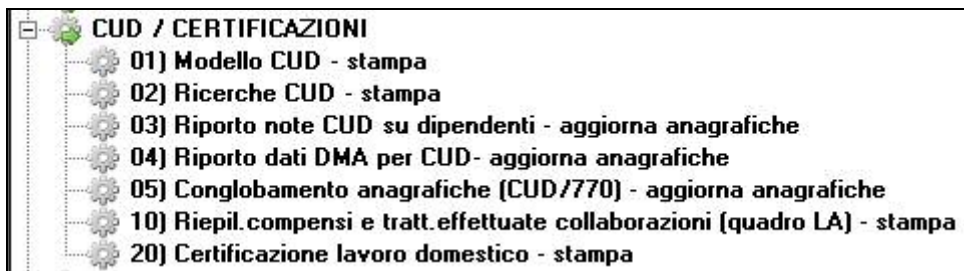 CUD / CERTIFICAZIONI
01) Modello CUD - stampa
02) Ricerche CUD - stampa
03) Riporto note CUD su dipendenti - aggiorna anagrafiche
04) Riporto dati DMA per CUD- aggiorna anagrafiche
05) Conglobamento anagrafiche (CUD/770) - aggiorna anagrafiche
10) Riepil.compensi e tratt.effettuate collaborazioni (quadro LA) - stampa
20) Certificazione lavoro domestico - stampa